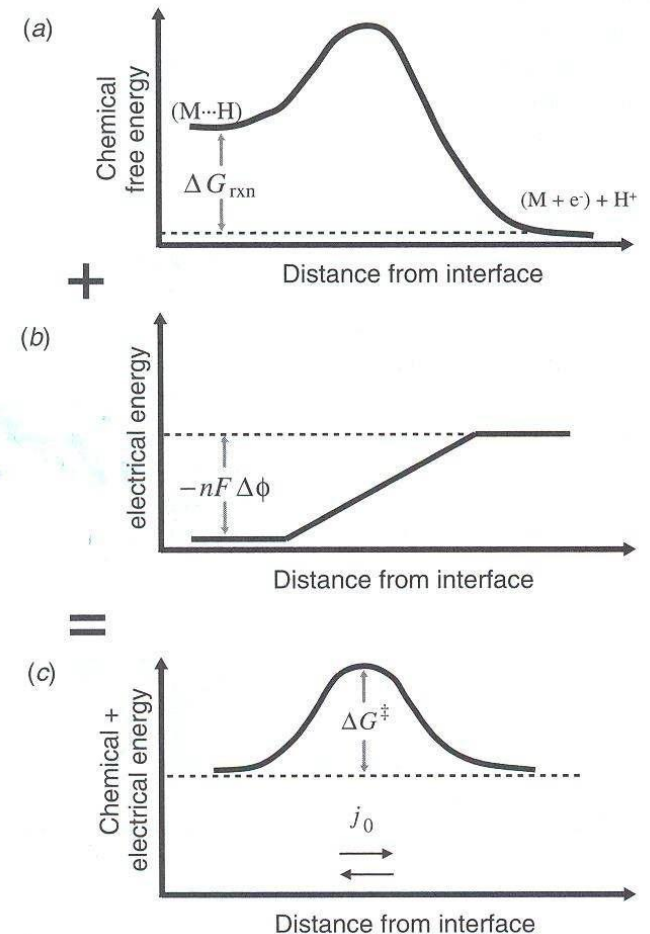 (a)
Chemical
free energy
(M···H)
ΔG_rxn
(M + e⁻) + H⁺
Distance from interface
+
(b)
electrical energy
−nF Δϕ
Distance from interface
=
(c)
Chemical +
electrical energy
ΔG‡
j₀
Distance from interface